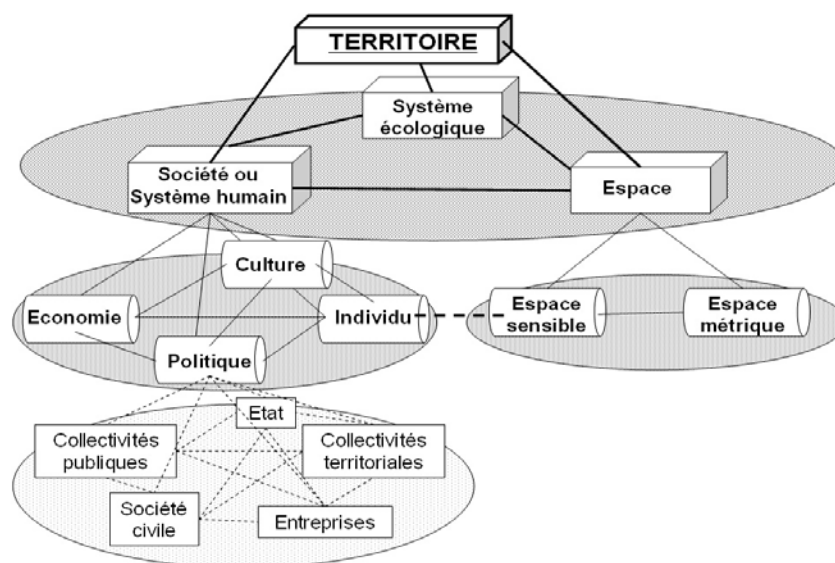 TERRITOIRE
Système
écologique
Société ou
Système humain
Espace
Culture
Economie
Individu
Politique
Espace
sensible
Espace
métrique
Etat
Collectivités
publiques
Collectivités
territoriales
Société
civile
Entreprises